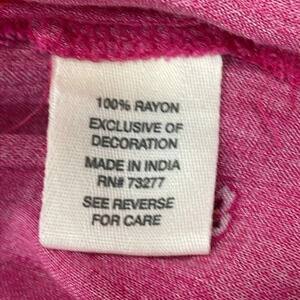 100% RAYON
EXCLUSIVE OF
DECORATION
MADE IN INDIA
RN# 73277
SEE REVERSE
FOR CARE